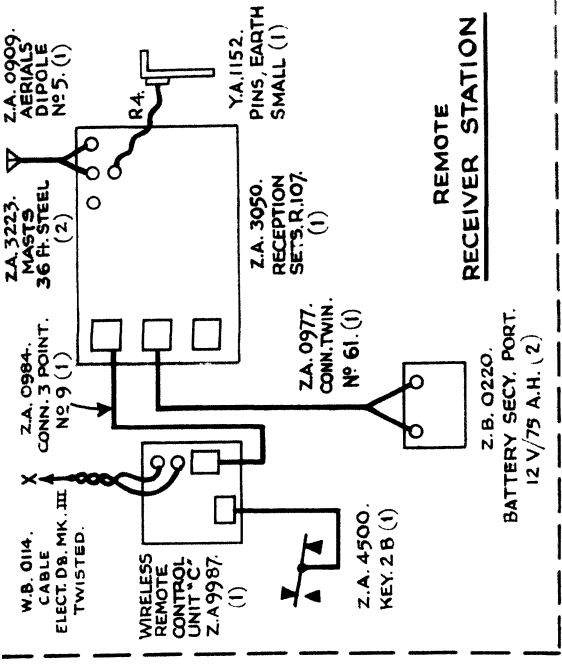 W.B. 0114.
CABLE
ELECT. D8. MK. III
TWISTED.
X
Z.A. 0984.
CONN. 3 POINT.
Nº 9 (1)
Z.A. 3223.
MASTS
36 Ft. STEEL
(2)
Z.A. 0909.
AERIALS
DIPOLE
Nº 5. (1)
R4.
Y.A.1152.
PINS, EARTH
SMALL (1)
WIRELESS
REMOTE
CONTROL
UNIT "C"
Z.A 9987.
(1)
Z.A. 3050.
RECEPTION
SETS. R.107.
(1)
Z.A. 0977.
CONN. TWIN.
Nº 61. (1)
Z.A. 4500.
KEY. 2 B (1)
Z.B. 0220.
BATTERY SECY. PORT.
12 V/75 A.H. (2)
REMOTE
RECEIVER STATION